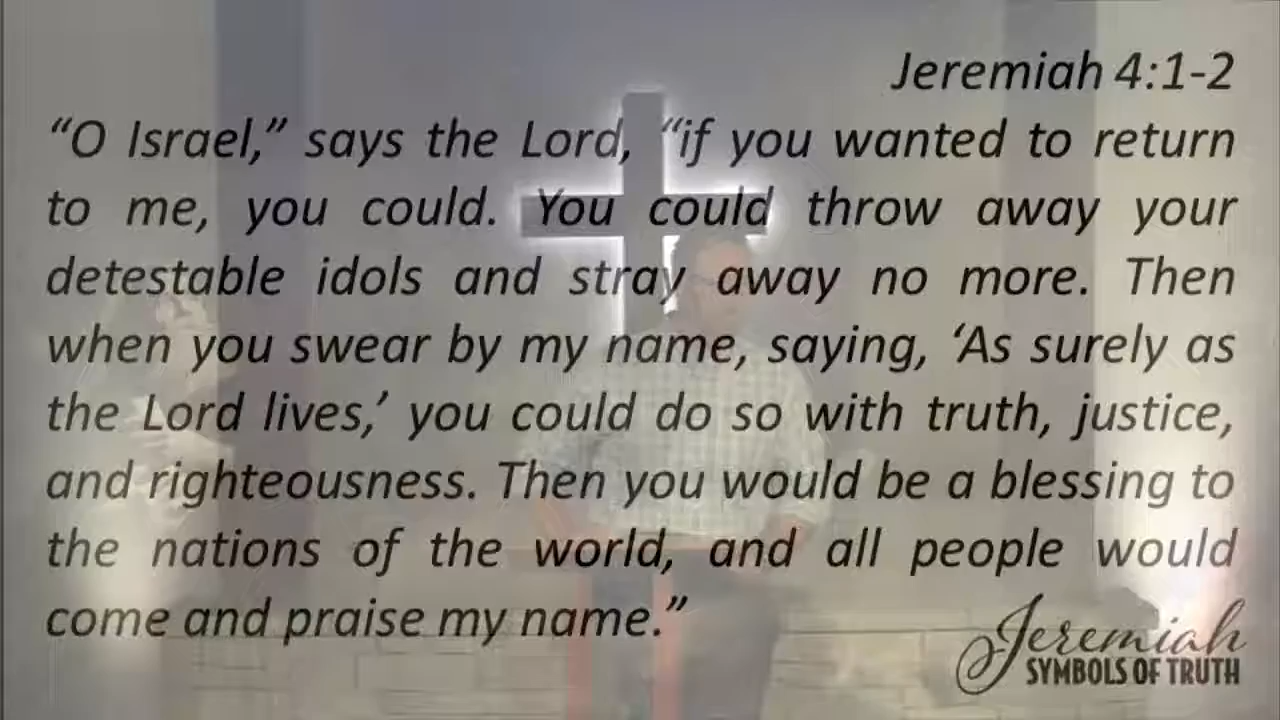 Jeremiah 4:1-2
“O Israel,” says the Lord, “if you wanted to return
to me, you could. You could throw away your
detestable idols and stray away no more. Then
when you swear by my name, saying, ‘As surely as
the Lord lives,’ you could do so with truth, justice,
and righteousness. Then you would be a blessing to
the nations of the world, and all people would
come and praise my name.”
Jeremiah
SYMBOLS OF TRUTH